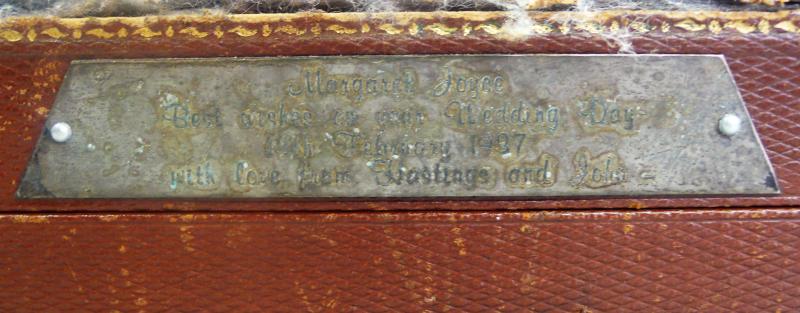 Margaret Joyce
Best wishes on your Wedding Day
February 1937
with love from Hastings and John